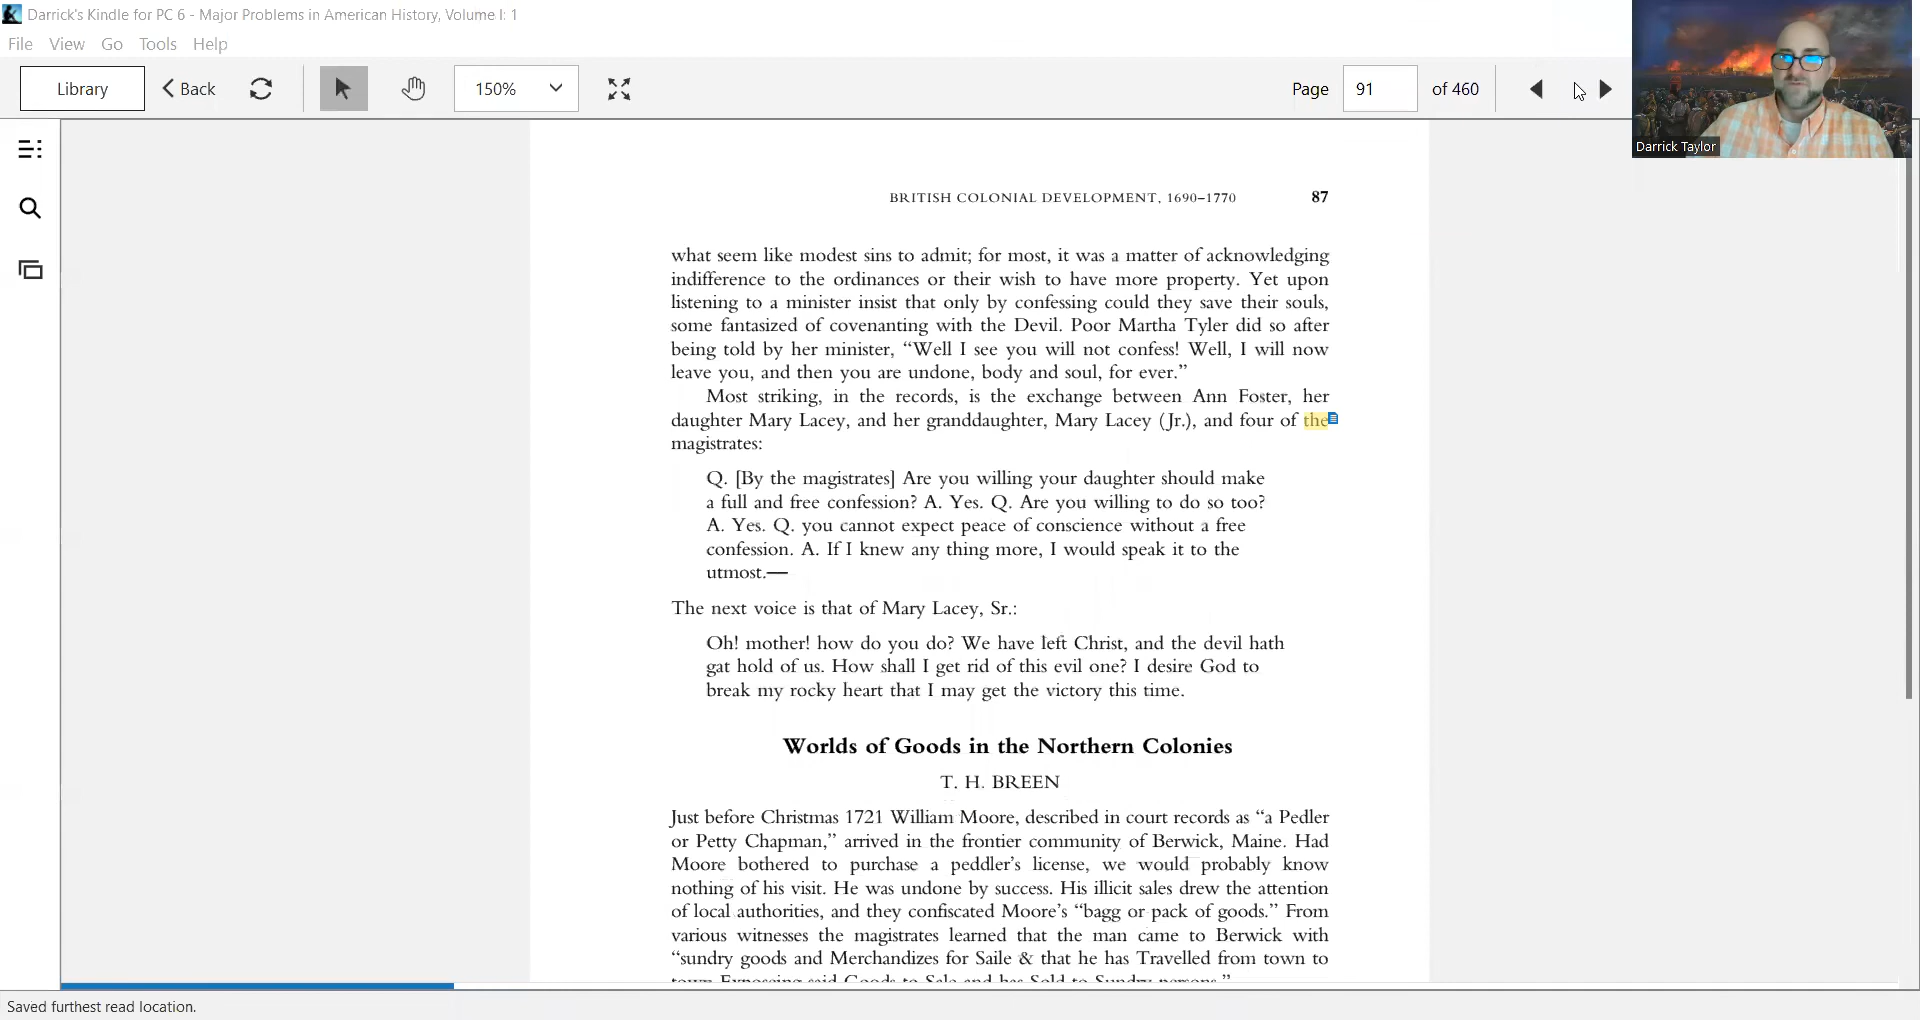 Darrick's Kindle for PC 6 - Major Problems in American History, Volume I: 1
File View Go Tools Help
Library Back 150% Page 91 of 460
Darrick Taylor
BRITISH COLONIAL DEVELOPMENT, 1690–1770 87
what seem like modest sins to admit; for most, it was a matter of acknowledging
indifference to the ordinances or their wish to have more property. Yet upon
listening to a minister insist that only by confessing could they save their souls,
some fantasized of covenanting with the Devil. Poor Martha Tyler did so after
being told by her minister, “Well I see you will not confess! Well, I will now
leave you, and then you are undone, body and soul, for ever.”
Most striking, in the records, is the exchange between Ann Foster, her
daughter Mary Lacey, and her granddaughter, Mary Lacey (Jr.), and four of the
magistrates:
Q. [By the magistrates] Are you willing your daughter should make
a full and free confession? A. Yes. Q. Are you willing to do so too?
A. Yes. Q. you cannot expect peace of conscience without a free
confession. A. If I knew any thing more, I would speak it to the
utmost.—
The next voice is that of Mary Lacey, Sr.:
Oh! mother! how do you do? We have left Christ, and the devil hath
gat hold of us. How shall I get rid of this evil one? I desire God to
break my rocky heart that I may get the victory this time.
Worlds of Goods in the Northern Colonies
T. H. BREEN
Just before Christmas 1721 William Moore, described in court records as “a Pedler
or Petty Chapman,” arrived in the frontier community of Berwick, Maine. Had
Moore bothered to purchase a peddler’s license, we would probably know
nothing of his visit. He was undone by success. His illicit sales drew the attention
of local authorities, and they confiscated Moore’s “bagg or pack of goods.” From
various witnesses the magistrates learned that the man came to Berwick with
“sundry goods and Merchandizes for Saile & that he has Travelled from town to
town Exposeing said Goods to Sale and has Sold to Sundry persons.”
Saved furthest read location.